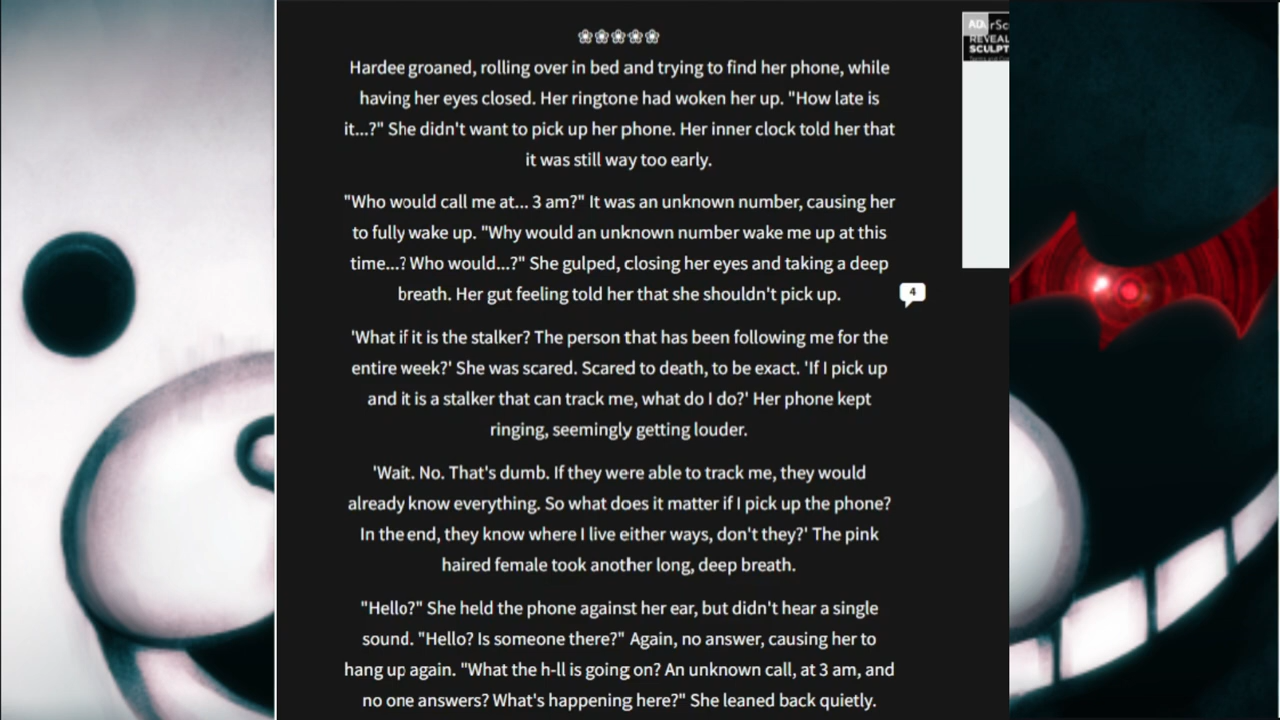 ❀❀❀❀❀
Hardee groaned, rolling over in bed and trying to find her phone, while
having her eyes closed. Her ringtone had woken her up. "How late is
it...?" She didn't want to pick up her phone. Her inner clock told her that
it was still way too early.
"Who would call me at... 3 am?" It was an unknown number, causing her
to fully wake up. "Why would an unknown number wake me up at this
time...? Who would...?" She gulped, closing her eyes and taking a deep
breath. Her gut feeling told her that she shouldn't pick up.
4
'What if it is the stalker? The person that has been following me for the
entire week?' She was scared. Scared to death, to be exact. 'If I pick up
and it is a stalker that can track me, what do I do?' Her phone kept
ringing, seemingly getting louder.
'Wait. No. That's dumb. If they were able to track me, they would
already know everything. So what does it matter if I pick up the phone?
In the end, they know where I live either ways, don't they?' The pink
haired female took another long, deep breath.
"Hello?" She held the phone against her ear, but didn't hear a single
sound. "Hello? Is someone there?" Again, no answer, causing her to
hang up again. "What the h-ll is going on? An unknown call, at 3 am, and
no one answers? What's happening here?" She leaned back quietly.
AD
REVEAL
SCULPT